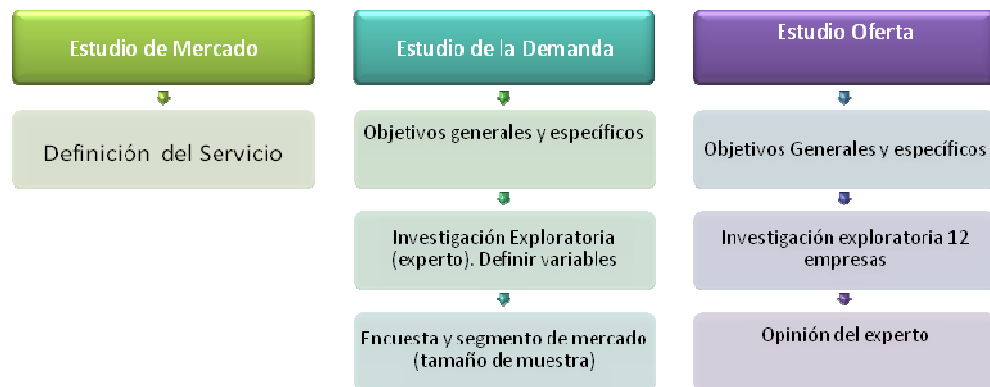 Estudio de Mercado
Definición del Servicio
Estudio de la Demanda
Objetivos generales y específicos
Investigación Exploratoria
(experto). Definir variables
Encuesta y segmento de mercado
(tamaño de muestra)
Estudio Oferta
Objetivos Generales y específicos
Investigación exploratoria 12
empresas
Opinión del experto